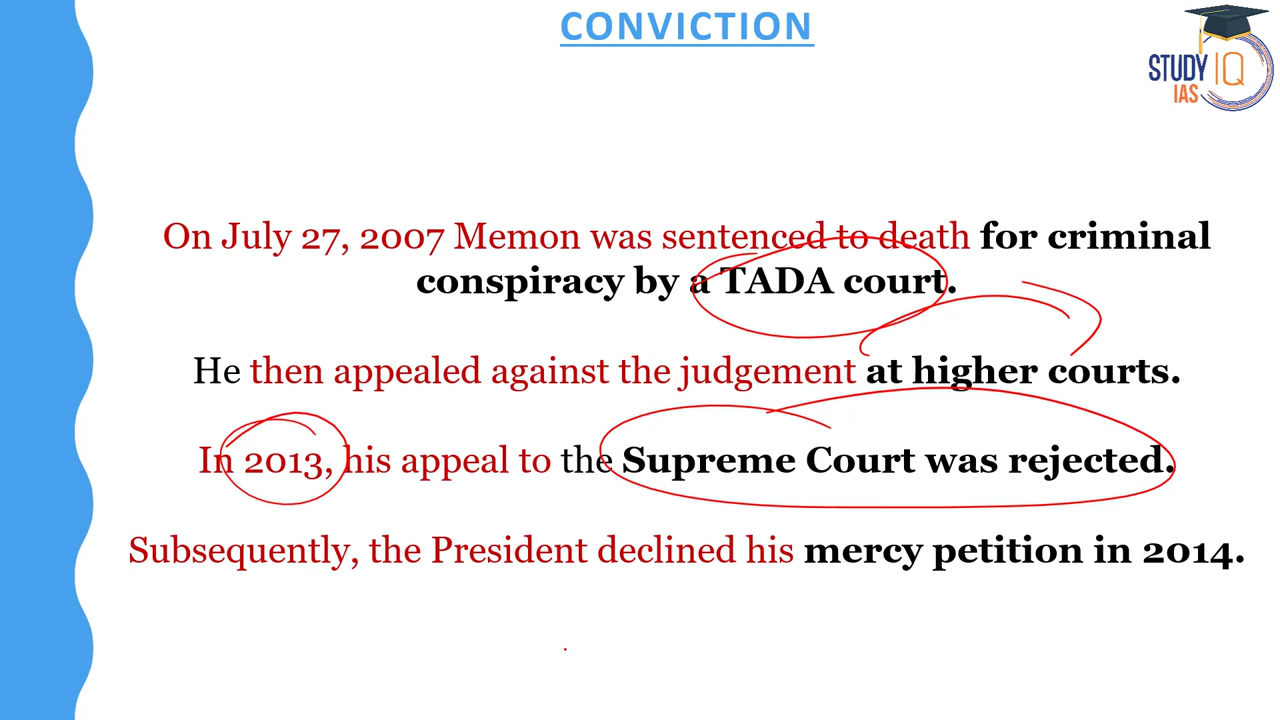 CONVICTION
STUDY IQ
IAS
On July 27, 2007 Memon was sentenced to death for criminal
conspiracy by a TADA court.
He then appealed against the judgement at higher courts.
In 2013, his appeal to the Supreme Court was rejected.
Subsequently, the President declined his mercy petition in 2014.